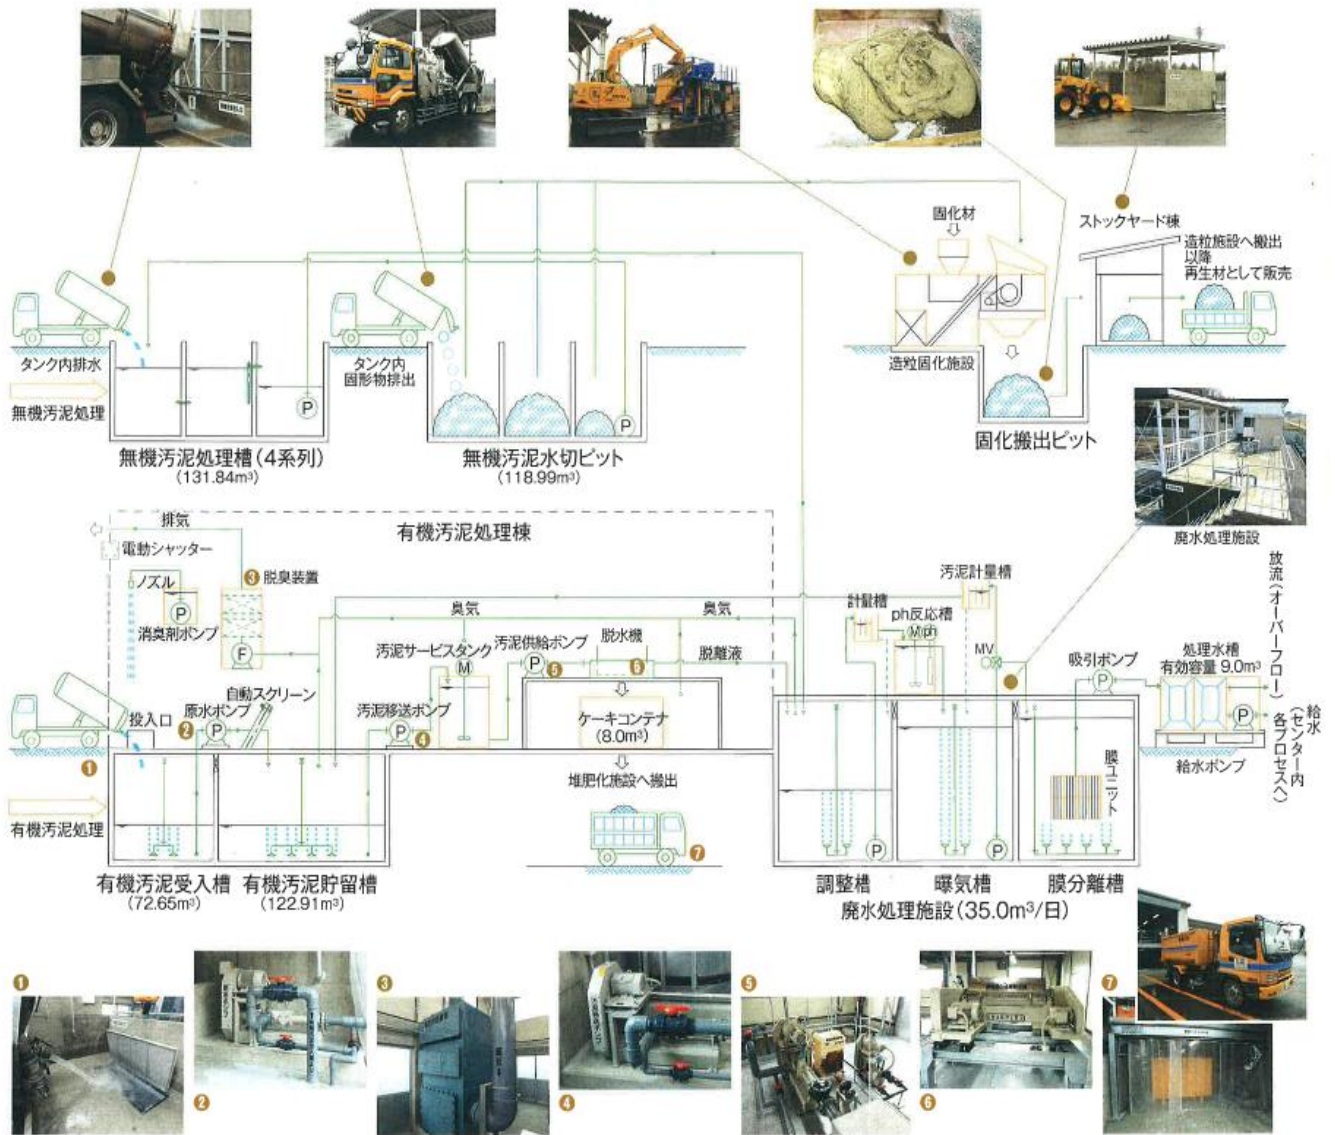 固化材
ストックヤード棟
造粒施設へ搬出
以降
再生材として販売
タンク内排水
タンク内
固形物排出
造粒固化施設
無機汚泥処理
無機汚泥処理槽(4系列)
(131.84m³)
P
無機汚泥水切ピット
(118.99m³)
P
固化搬出ピット
廃水処理施設
排気
有機汚泥処理棟
電動シャッター
ノズル
P
消臭剤ポンプ
❸ 脱臭装置
F
臭気
臭気
汚泥サービスタンク
M
汚泥供給ポンプ
P
❺
脱水機
❻
脱離液
計量槽
ph反応槽
M
ph
汚泥計量槽
MV
吸引ポンプ
P
処理水槽
有効容量 9.0m³
放流(オーバーフロー)
給水
(センター内
各プロセスへ)
P
給水ポンプ
投入口
❶
原水ポンプ
❷
P
自動スクリーン
汚泥移送ポンプ
P
❹
ケーキコンテナ
(8.0m³)
堆肥化施設へ搬出
❼
有機汚泥処理
有機汚泥受入槽
(72.65m³)
有機汚泥貯留槽
(122.91m³)
P
P
膜ユニット
調整槽
曝気槽
膜分離槽
廃水処理施設(35.0m³/日)
❶
❷
❸
❹
❺
❻
❼